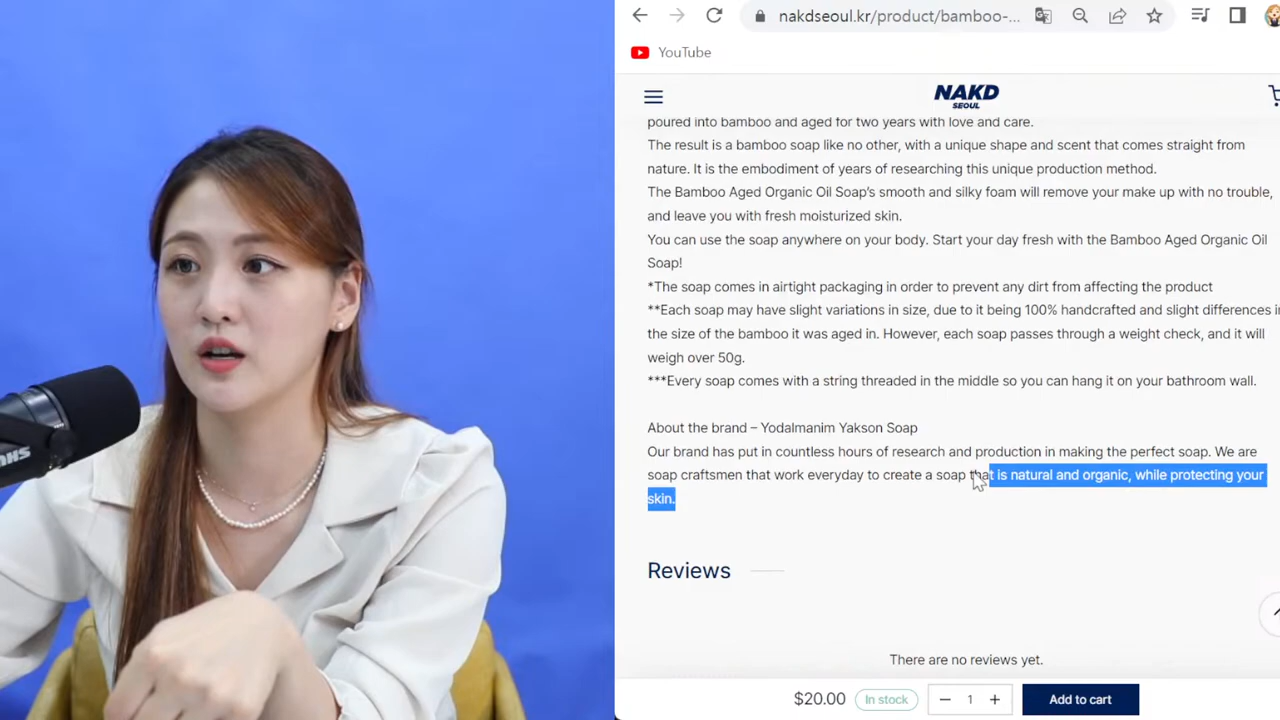 nakdseoul.kr/product/bamboo-...
YouTube
NAKD
SEOUL
poured into bamboo and aged for two years with love and care.
The result is a bamboo soap like no other, with a unique shape and scent that comes straight from
nature. It is the embodiment of years of researching this unique production method.
The Bamboo Aged Organic Oil Soap's smooth and silky foam will remove your make up with no trouble,
and leave you with fresh moisturized skin.
You can use the soap anywhere on your body. Start your day fresh with the Bamboo Aged Organic Oil
Soap!
*The soap comes in airtight packaging in order to prevent any dirt from affecting the product
**Each soap may have slight variations in size, due to it being 100% handcrafted and slight differences in
the size of the bamboo it was aged in. However, each soap passes through a weight check, and it will
weigh over 50g.
***Every soap comes with a string threaded in the middle so you can hang it on your bathroom wall.
About the brand – Yodalmanim Yakson Soap
Our brand has put in countless hours of research and production in making the perfect soap. We are
soap craftsmen that work everyday to create a soap that is natural and organic, while protecting your
skin.
Reviews
There are no reviews yet.
$20.00 In stock − 1 + Add to cart
SHURE